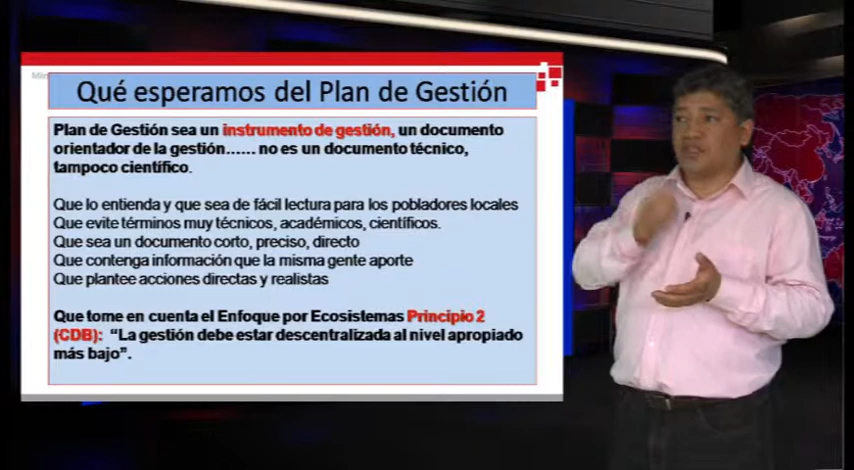 Qué esperamos del Plan de Gestión
Plan de Gestión sea un instrumento de gestión, un documento
orientador de la gestión...... no es un documento técnico,
tampoco científico.
Que lo entienda y que sea de fácil lectura para los pobladores locales
Que evite términos muy técnicos, académicos, científicos.
Que sea un documento corto, preciso, directo
Que contenga información que la misma gente aporte
Que plantee acciones directas y realistas
Que tome en cuenta el Enfoque por Ecosistemas Principio 2
(CDB): “La gestión debe estar descentralizada al nivel apropiado
más bajo”.